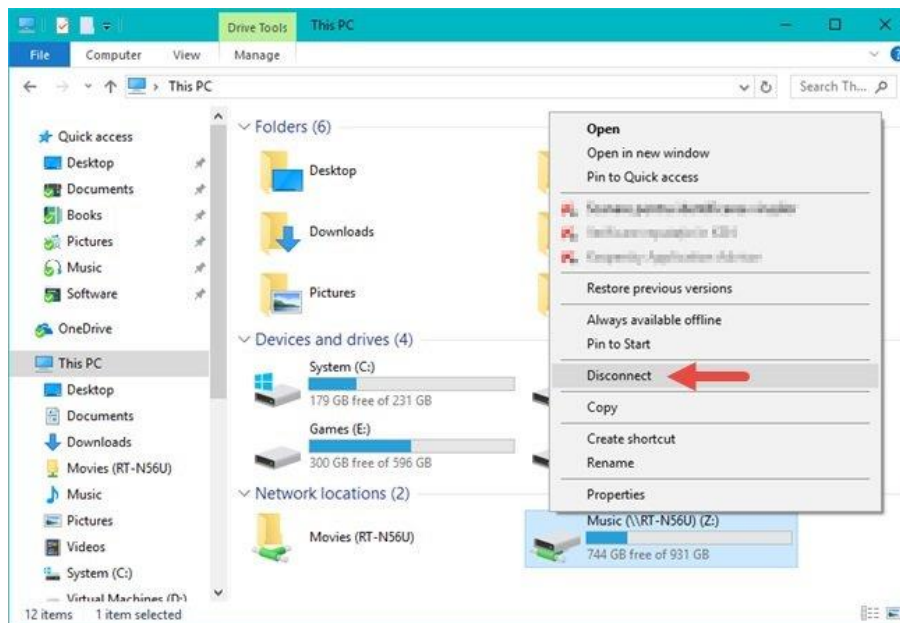 Drive Tools
This PC
File
Computer
View
Manage
This PC
Search Th...
Quick access
Desktop
Documents
Books
Pictures
Music
Software
OneDrive
This PC
Desktop
Documents
Downloads
Movies (RT-N56U)
Music
Pictures
Videos
System (C:)
Virtual Machines (D:)
Folders (6)
Desktop
Downloads
Pictures
Devices and drives (4)
System (C:)
179 GB free of 231 GB
Games (E:)
300 GB free of 596 GB
Network locations (2)
Movies (RT-N56U)
Music (\\RT-N56U) (Z:)
744 GB free of 931 GB
Open
Open in new window
Pin to Quick access
Restore previous versions
Always available offline
Pin to Start
Disconnect
Copy
Create shortcut
Rename
Properties
12 items
1 item selected